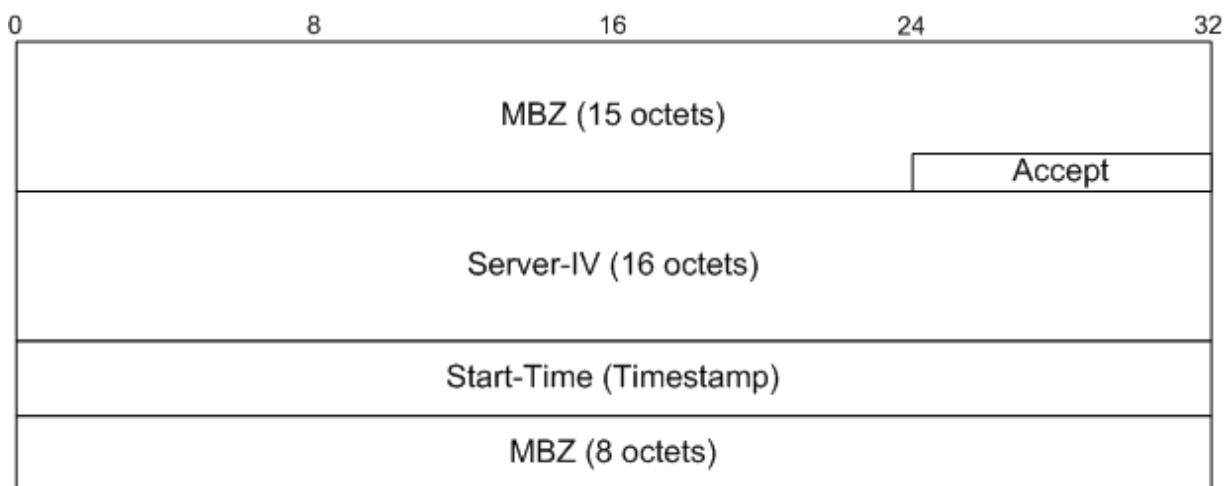 0 8 16 24 32
MBZ (15 octets)
Accept
Server-IV (16 octets)
Start-Time (Timestamp)
MBZ (8 octets)